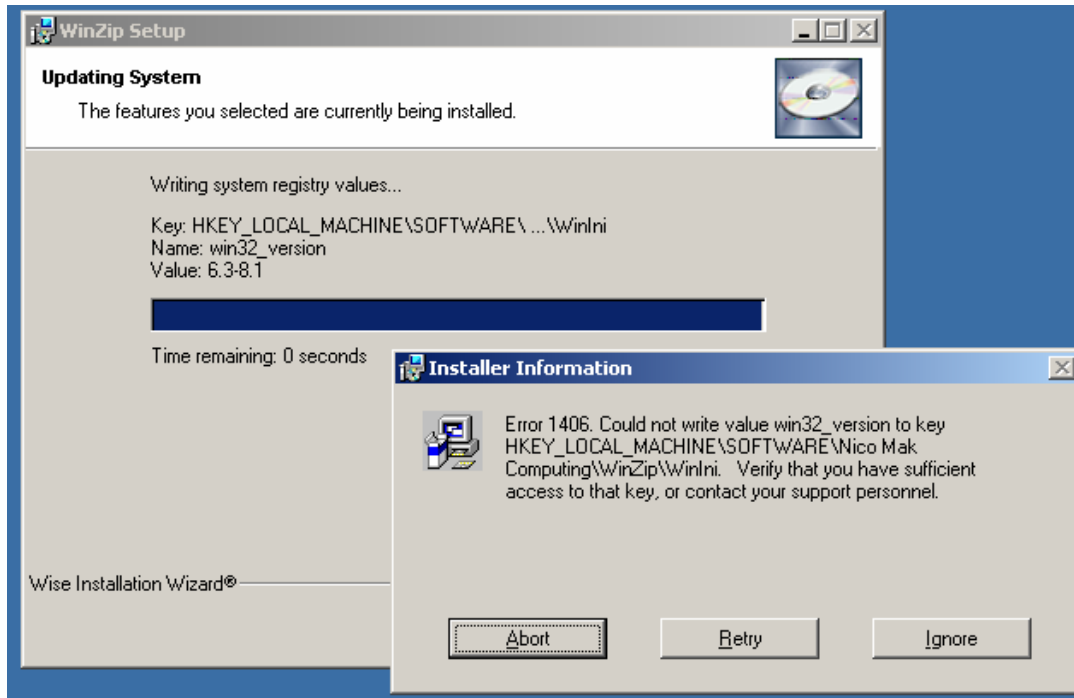 WinZip Setup
Updating System
The features you selected are currently being installed.
Writing system registry values...
Key: HKEY_LOCAL_MACHINE\SOFTWARE\ ...\WinIni
Name: win32_version
Value: 6.3-8.1
Time remaining: 0 seconds
Wise Installation Wizard®
Installer Information
Error 1406. Could not write value win32_version to key
HKEY_LOCAL_MACHINE\SOFTWARE\Nico Mak
Computing\WinZip\WinIni.   Verify that you have sufficient
access to that key, or contact your support personnel.
Abort
Retry
Ignore